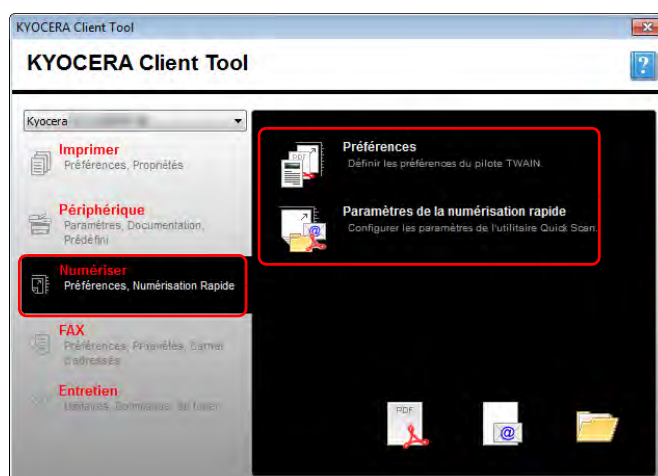 KYOCERA Client Tool
KYOCERA Client Tool
?
Kyocera
Imprimer
Préférences, Propriétés
Périphérique
Paramètres, Documentation,
Prédéfini
Numériser
Préférences, Numérisation Rapide
FAX
Préférences, Propriétés, Carnet
d'adresses
Entretien
Préférences
Définir les préférences du pilote TWAIN.
Paramètres de la numérisation rapide
Configurer les paramètres de l'utilitaire Quick Scan.
PDF
@